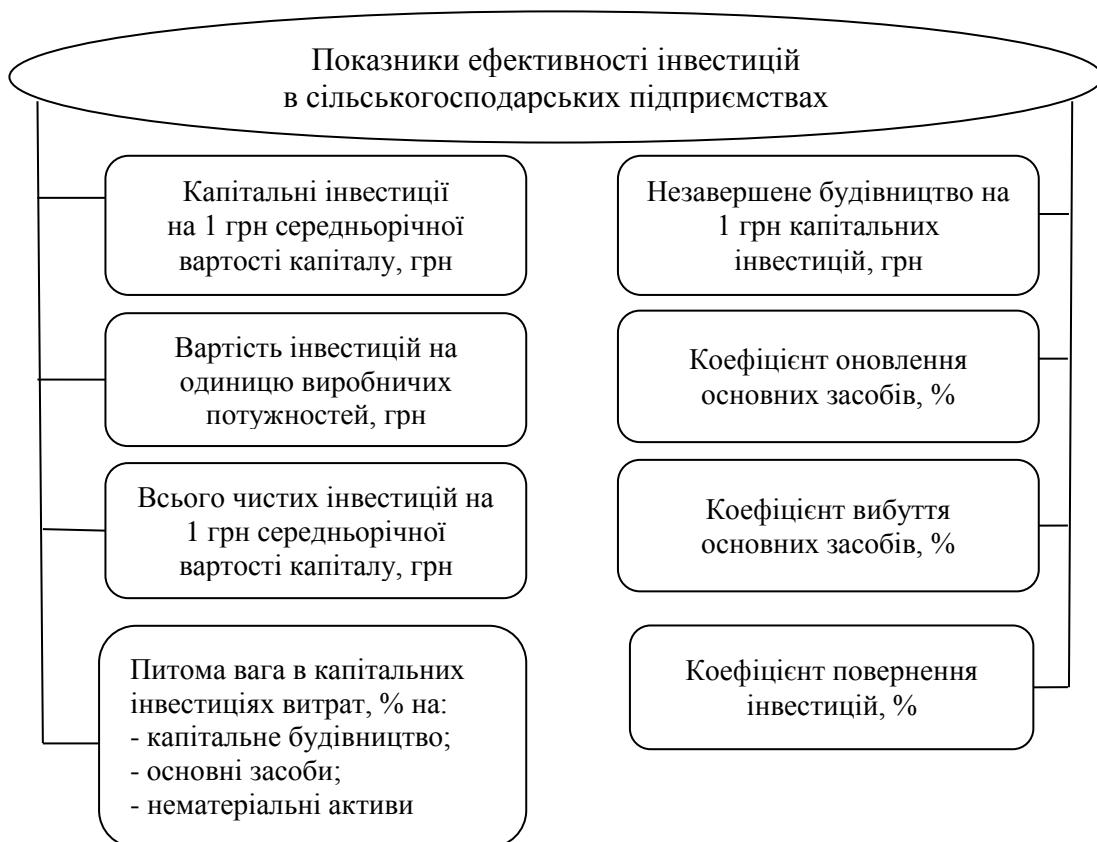 Показники ефективності інвестицій
в сільськогосподарських підприємствах
Капітальні інвестиції
на 1 грн середньорічної
вартості капіталу, грн
Вартість інвестицій на
одиницю виробничих
потужностей, грн
Всього чистих інвестицій на
1 грн середньорічної
вартості капіталу, грн
Питома вага в капітальних
інвестиціях витрат, % на:
- капітальне будівництво;
- основні засоби;
- нематеріальні активи
Незавершене будівництво на
1 грн капітальних
інвестицій, грн
Коефіцієнт оновлення
основних засобів, %
Коефіцієнт вибуття
основних засобів, %
Коефіцієнт повернення
інвестицій, %